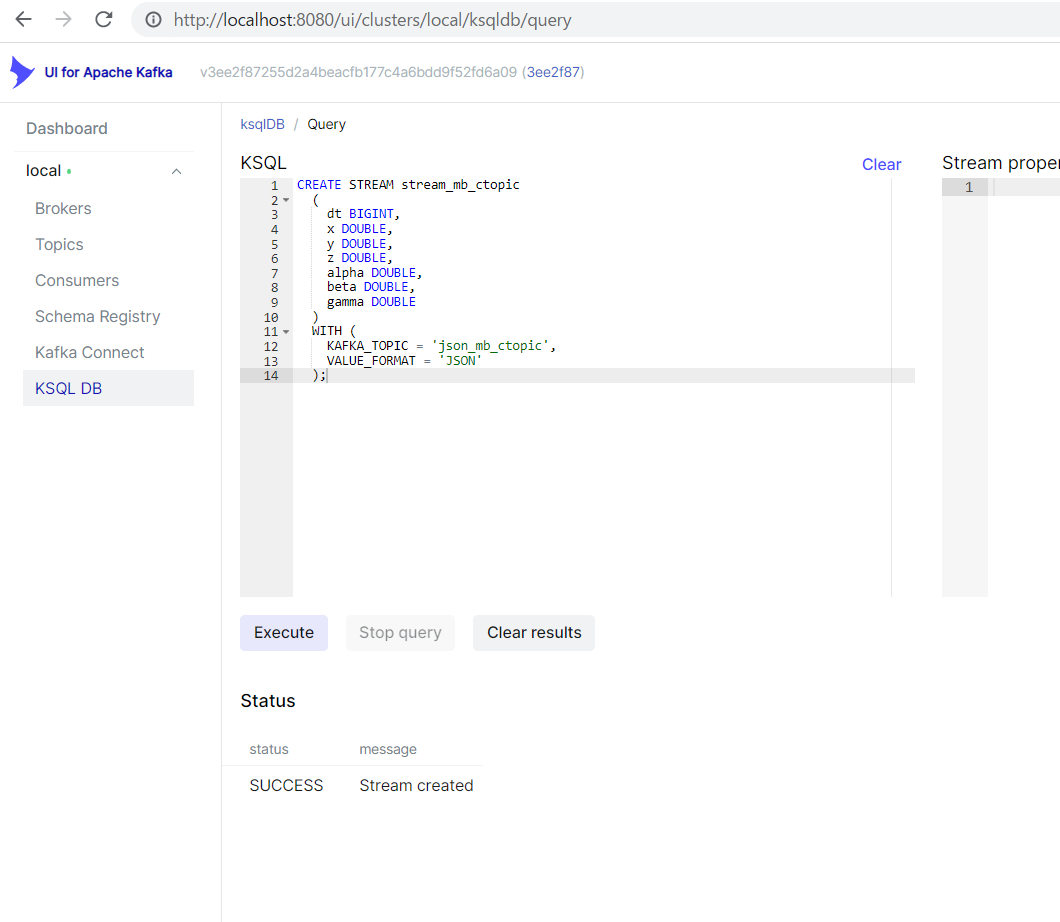 http://localhost:8080/ui/clusters/local/ksqldb/query
UI for Apache Kafka v3ee2f87255d2a4beacfb177c4a6bdd9f52fd6a09 (3ee2f87)
Dashboard
local
Brokers
Topics
Consumers
Schema Registry
Kafka Connect
KSQL DB
ksqlDB / Query
KSQL
Clear
1 CREATE STREAM stream_mb_ctopic
2 (
3 dt BIGINT,
4 x DOUBLE,
5 y DOUBLE,
6 z DOUBLE,
7 alpha DOUBLE,
8 beta DOUBLE,
9 gamma DOUBLE
10 )
11 WITH (
12 KAFKA_TOPIC = 'json_mb_ctopic',
13 VALUE_FORMAT = 'JSON'
14 );
Stream proper
1
Execute Stop query Clear results
Status
status message
SUCCESS Stream created